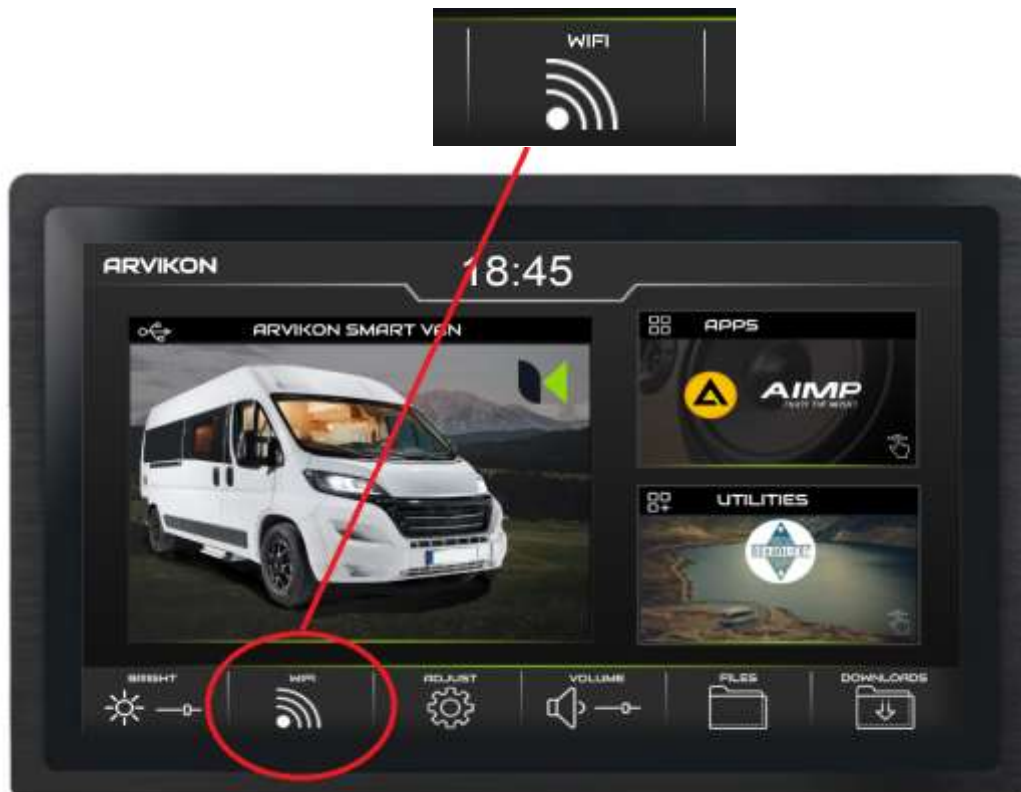 WIFI
ARVIKON
18:45
ARVIKON SMART VAN
APPS
AIMP
UTILITIES
BRIGHT
WIFI
ADJUST
VOLUME
FILES
DOWNLOADS